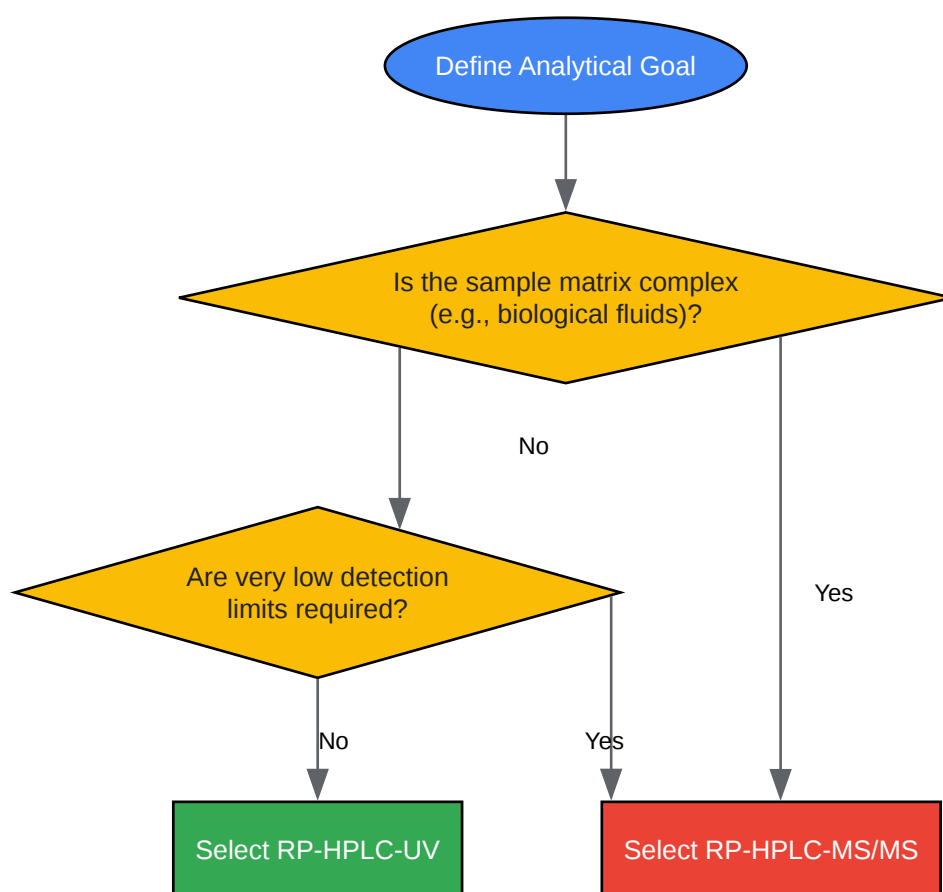 Define Analytical Goal
Is the sample matrix complex
(e.g., biological fluids)?
No
Are very low detection
limits required?
Yes
No
Yes
Select RP-HPLC-UV
Select RP-HPLC-MS/MS